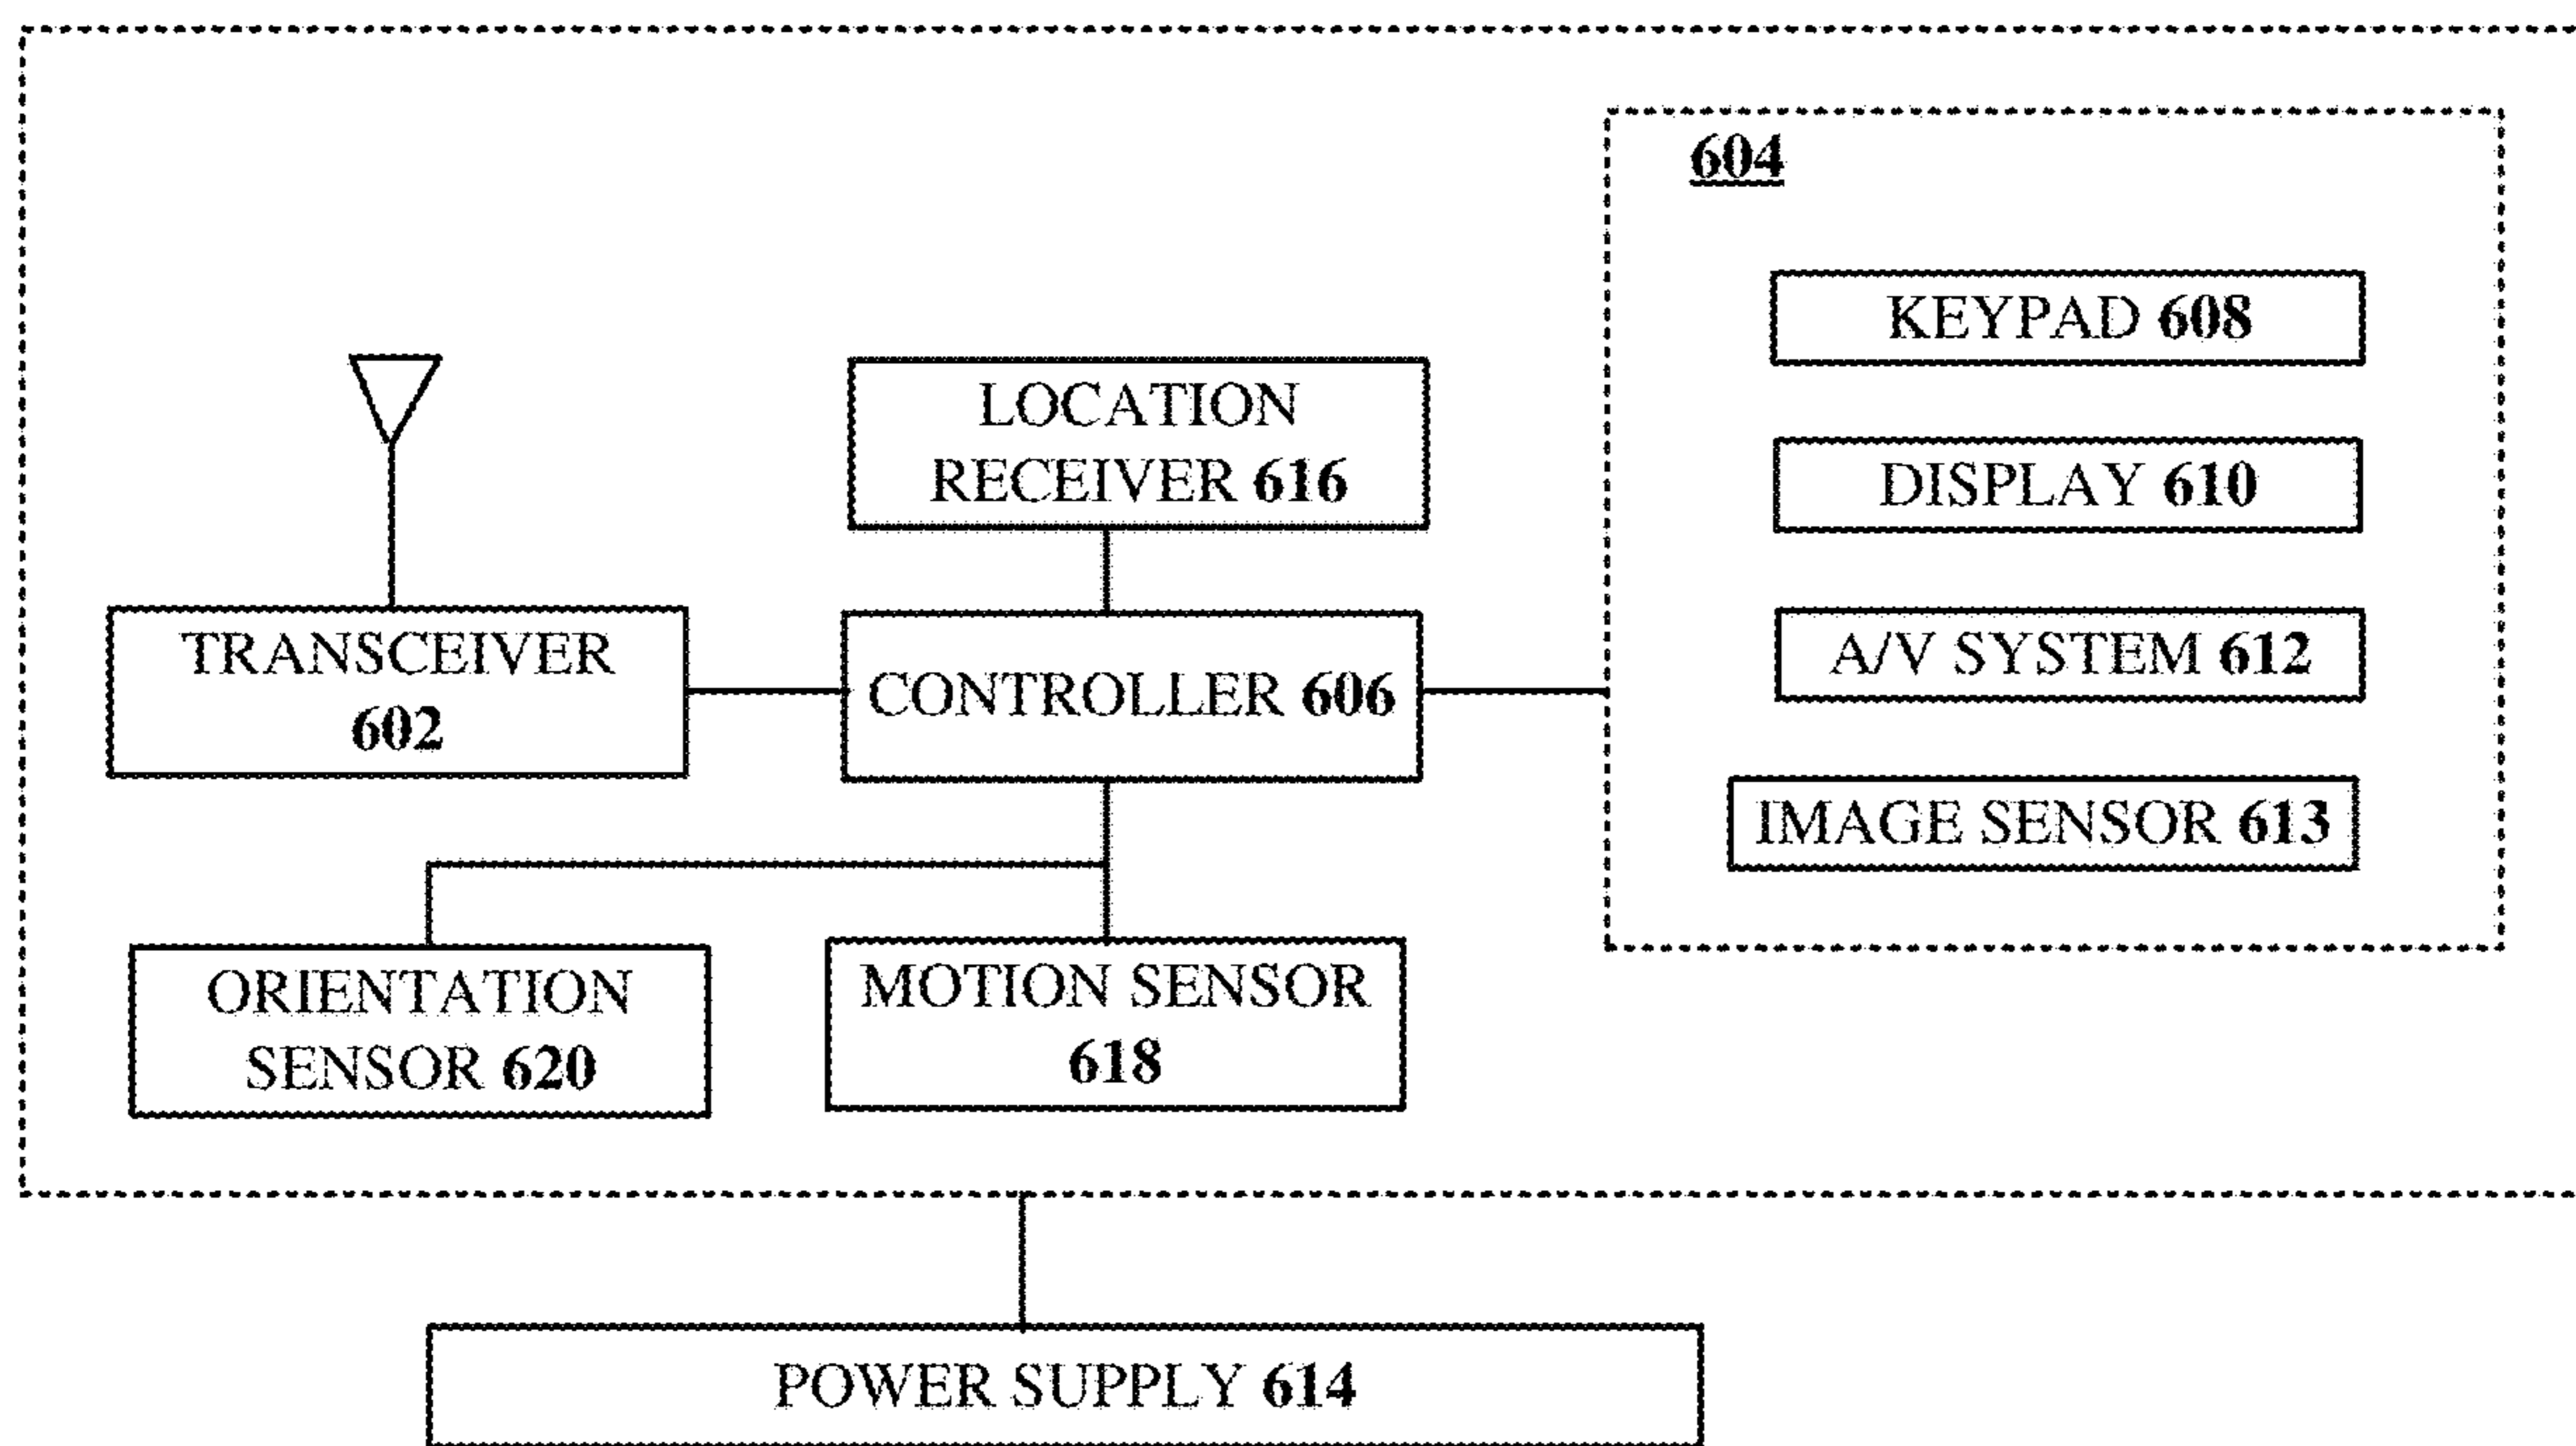 604
KEYPAD 608
LOCATION
RECEIVER 616
DISPLAY 610
TRANSCEIVER
602
CONTROLLER 606
A/V SYSTEM 612
IMAGE SENSOR 613
ORIENTATION
SENSOR 620
MOTION SENSOR
618
POWER SUPPLY 614